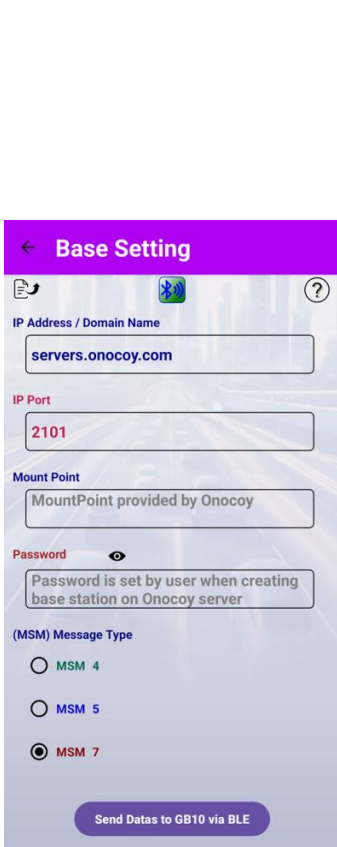 Base Setting
?
IP Address / Domain Name
servers.onocoy.com
IP Port
2101
Mount Point
MountPoint provided by Onocoy
Password
Password is set by user when creating
base station on Onocoy server
(MSM) Message Type
MSM 4
MSM 5
MSM 7
Send Datas to GB10 via BLE